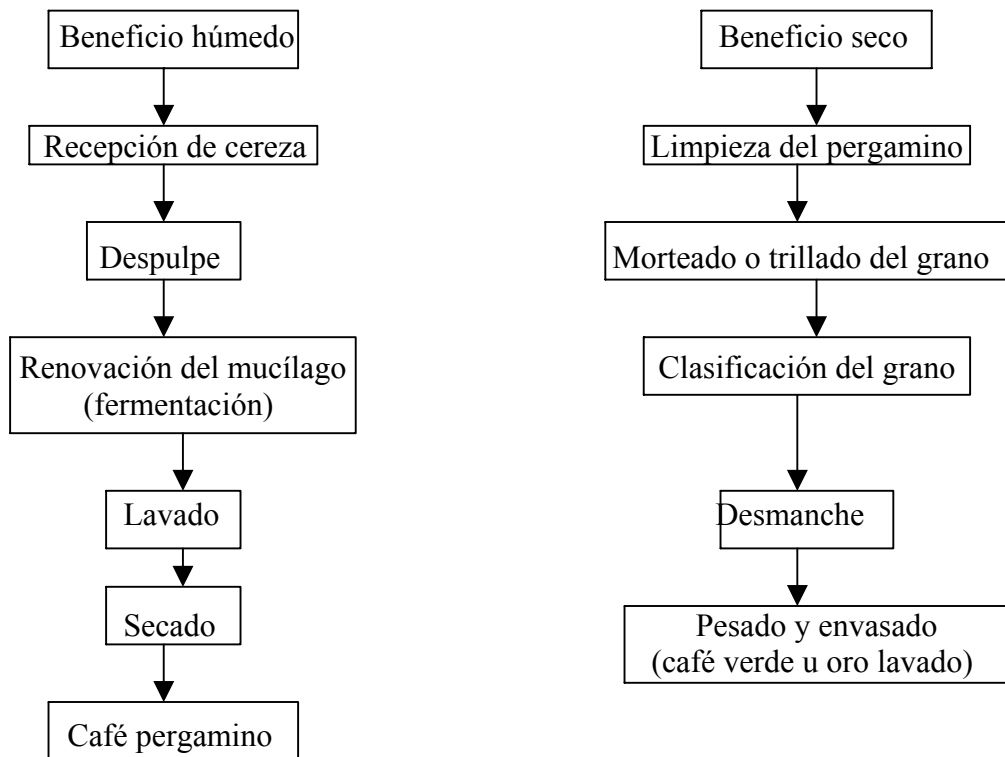 Beneficio húmedo
Recepción de cereza
Despulpe
Renovación del mucílago
(fermentación)
Lavado
Secado
Café pergamino
Beneficio seco
Limpieza del pergamino
Morteado o trillado del grano
Clasificación del grano
Desmanche
Pesado y envasado
(café verde u oro lavado)